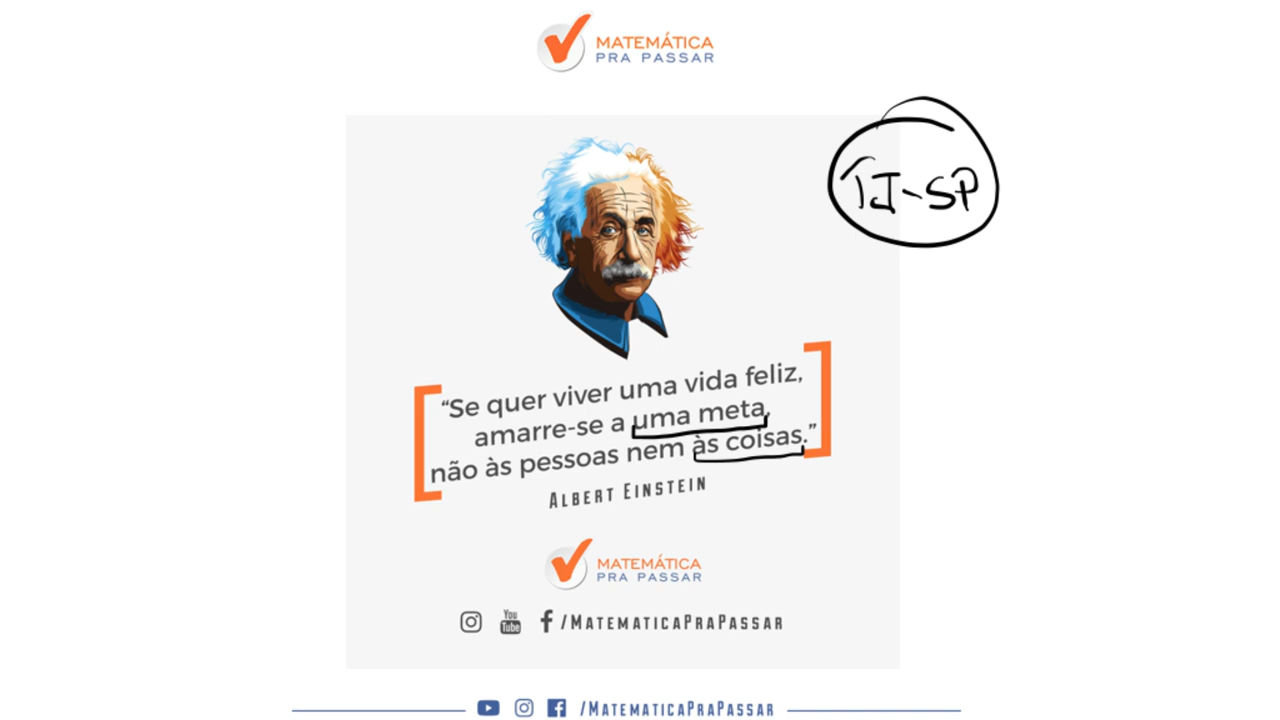 MATEMÁTICA
PRA PASSAR
TJ-SP
“Se quer viver uma vida feliz,
amarre-se a uma meta,
não às pessoas nem às coisas.”
ALBERT EINSTEIN
MATEMÁTICA
PRA PASSAR
You Tube /MATEMATICAPRAPASSAR
/MATEMATICAPRAPASSAR